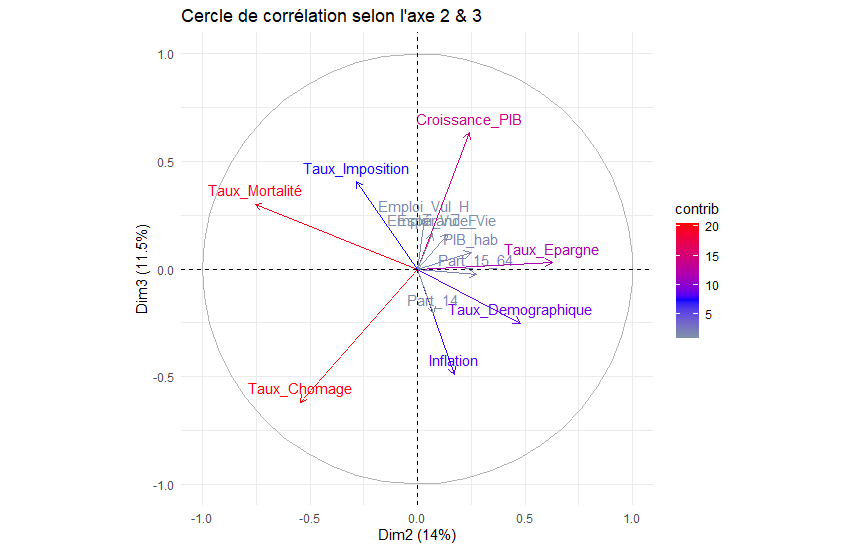 Cercle de corrélation selon l'axe 2 & 3
1.0
Croissance_PIB
0.5
Taux_Imposition
Taux_Mortalité
Emploi_Vul_H
PIB_hab
Taux_Epargne
Part_15_64
0.0
Part_14
Taux_Demographique
Inflation
-0.5
Taux_Chomage
-1.0
-1.0
-0.5
0.0
0.5
1.0
Dim2 (14%)
Dim3 (11.5%)
contrib
20
15
10
5